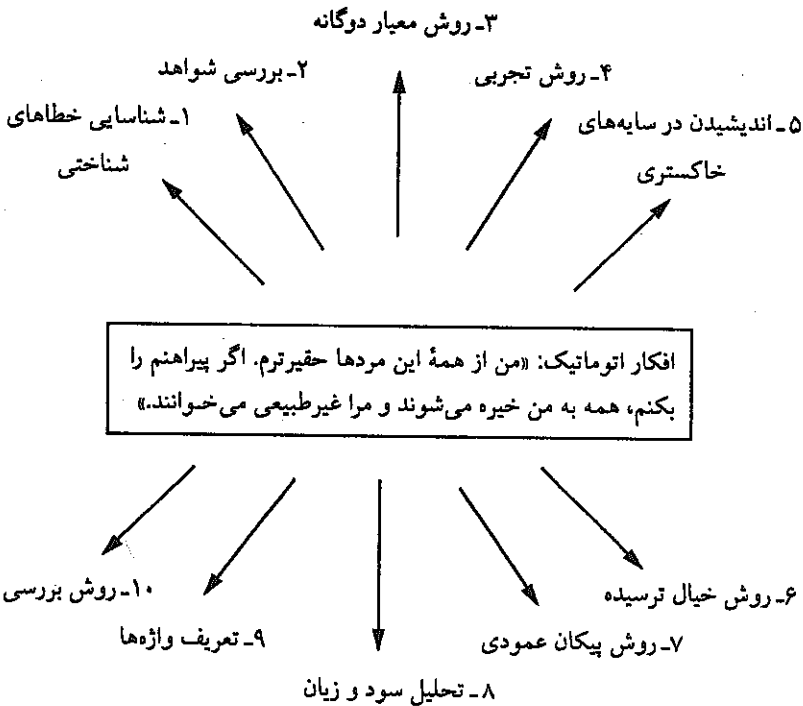 ۳ـ روش معیار دوگانه
۲ـ بررسی شواهد
۴ـ روش تجربی
۱ـ شناسایی خطاهای
شناختی
۵ـ اندیشیدن در سایه‌های
خاکستری
افکار اتوماتیک: «من از همهٔ این مردها حقیرترم. اگر پیراهنم را
بکنم، همه به من خیره می‌شوند و مرا غیرطبیعی می‌خوانند.»
۶ـ روش خیال ترسیده
۱۰ـ روش بررسی
۷ـ روش پیکان عمودی
۹ـ تعریف واژه‌ها
۸ـ تحلیل سود و زیان